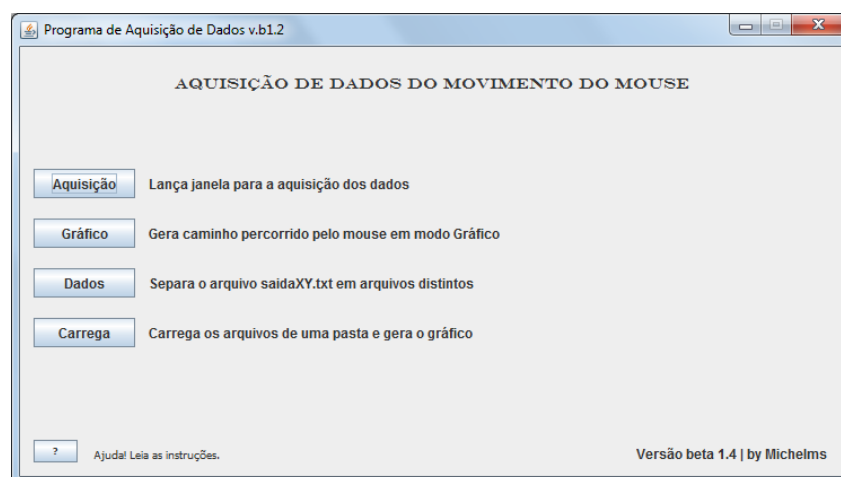 Programa de Aquisição de Dados v.b1.2
AQUISIÇÃO DE DADOS DO MOVIMENTO DO MOUSE
Aquisição Lança janela para a aquisição dos dados
Gráfico Gera caminho percorrido pelo mouse em modo Gráfico
Dados Separa o arquivo saidaXY.txt em arquivos distintos
Carrega Carrega os arquivos de uma pasta e gera o gráfico
? Ajuda! Leia as instruções. Versão beta 1.4 | by Michelms